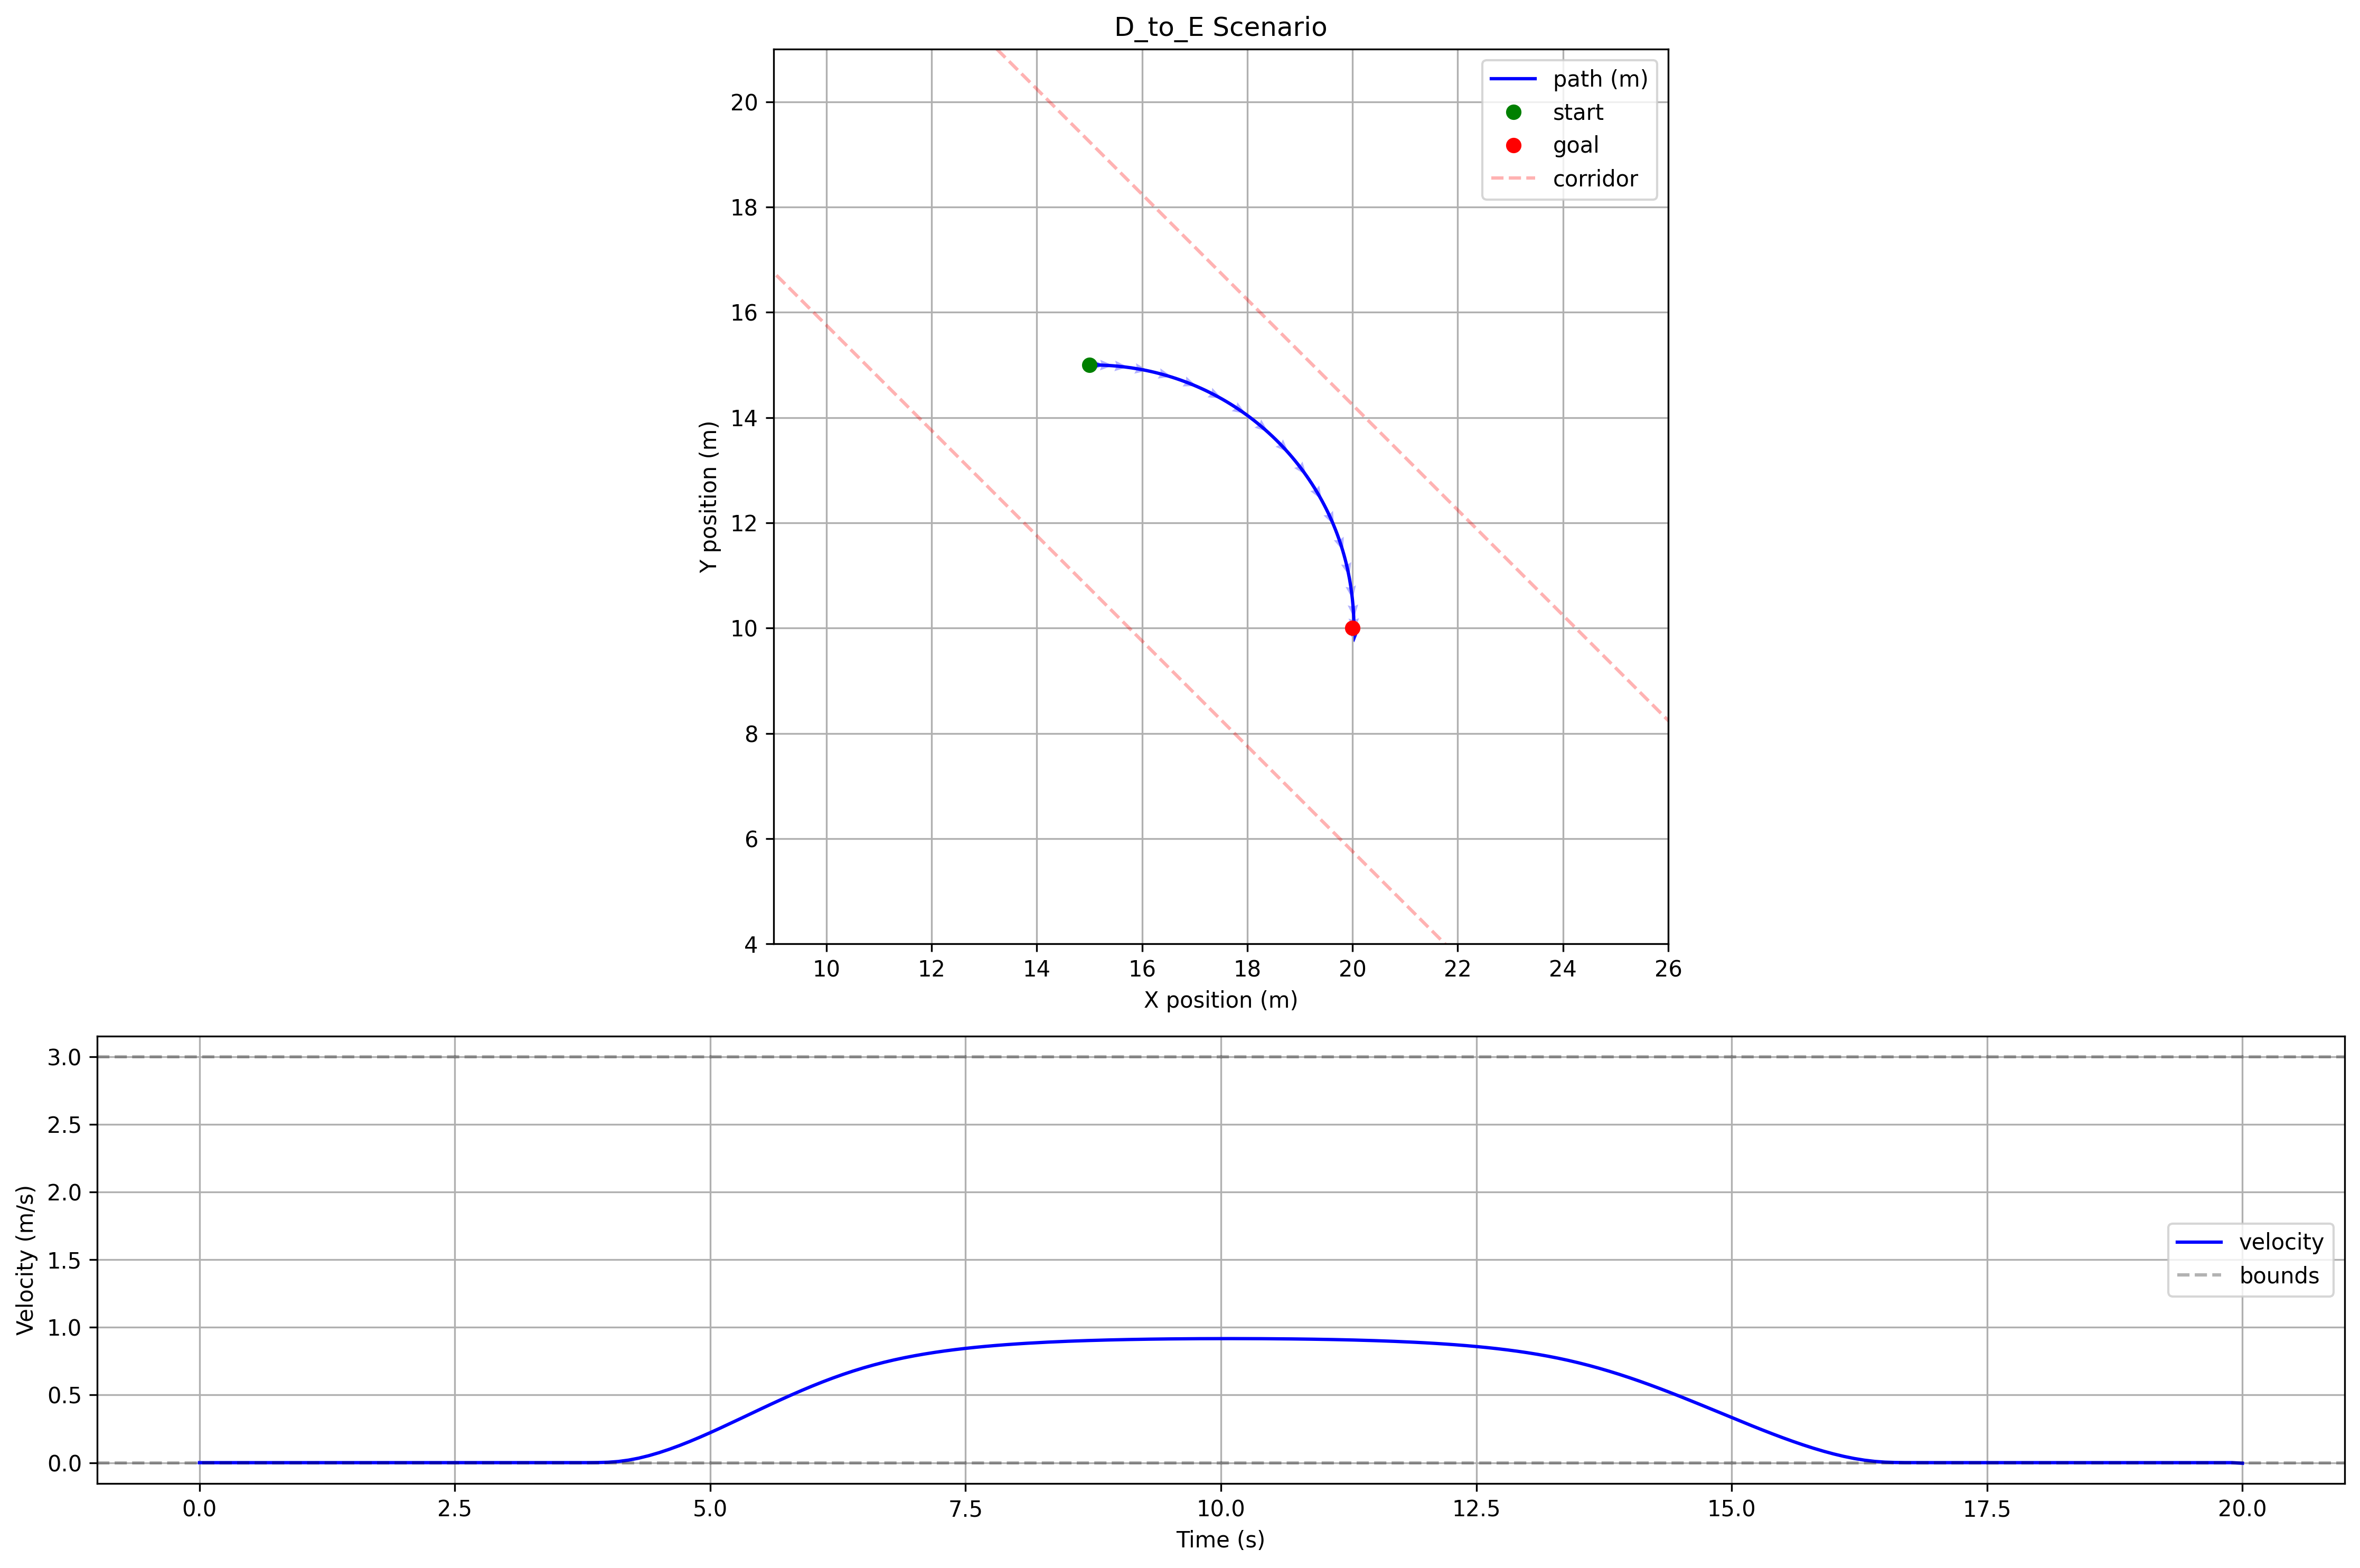 D_to_E Scenario
path (m)
start
goal
corridor
20
18
16
14
12
10
8
6
4
Y position (m)
10 12 14 16 18 20 22 24 26
X position (m)
3.0
2.5
2.0
1.5
1.0
0.5
0.0
Velocity (m/s)
velocity
bounds
0.0 2.5 5.0 7.5 10.0 12.5 15.0 17.5 20.0
Time (s)